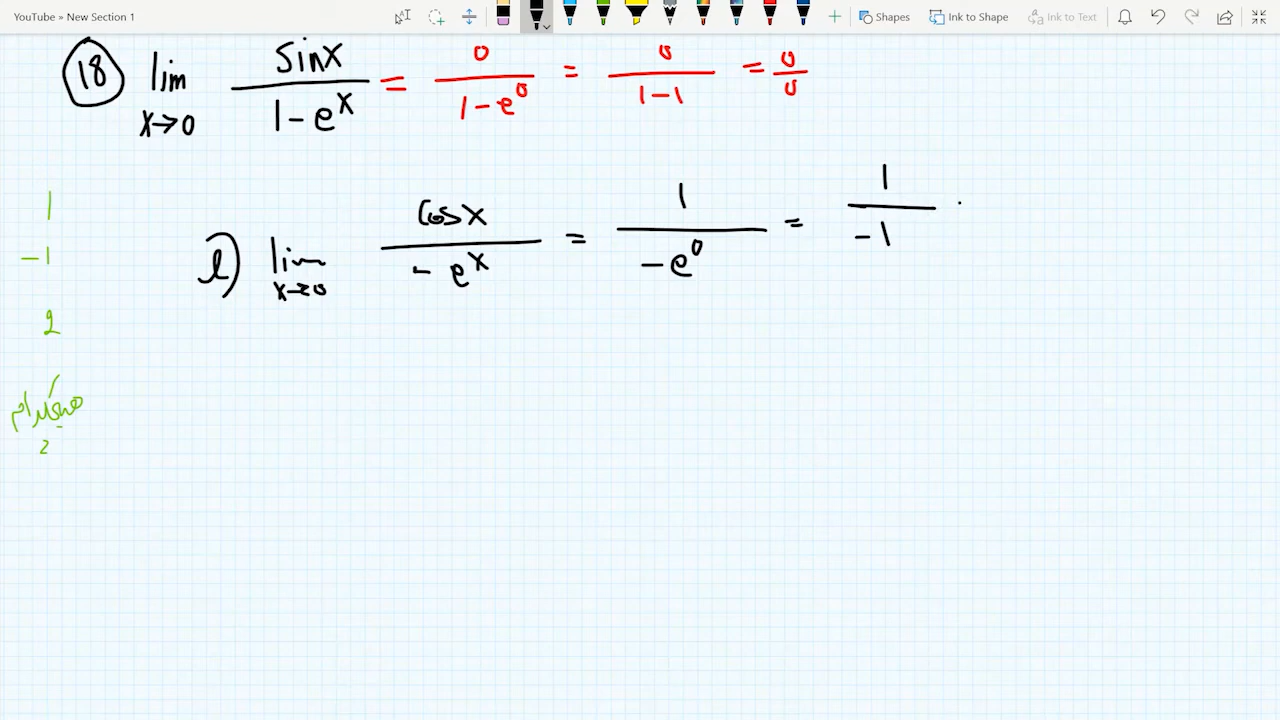 YouTube » New Section 1
Shapes Ink to Shape Ink to Text
18 lim x→0 sinx / 1-e^x = 0 / 1-e^0 = 0 / 1-1 = 0/0
l) lim x→0 cosx / -e^x = 1 / -e^0 = 1 / -1
1
-1
2
2